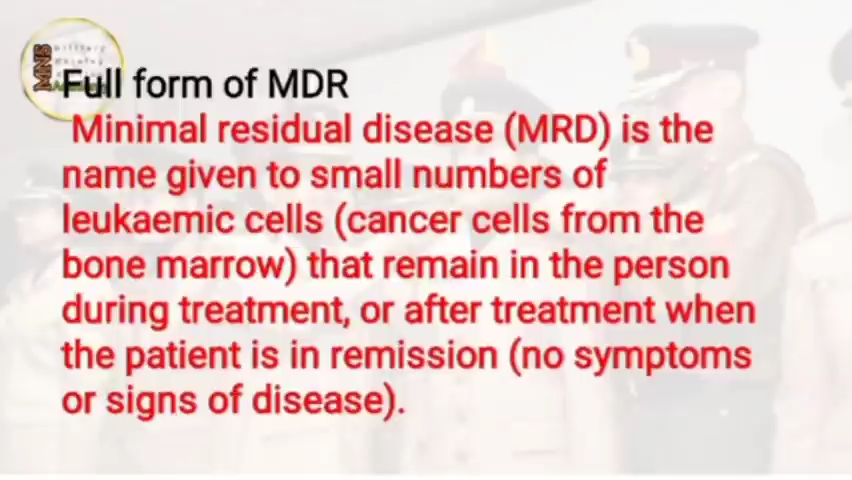 MNS
Full form of MDR
Minimal residual disease (MRD) is the
name given to small numbers of
leukaemic cells (cancer cells from the
bone marrow) that remain in the person
during treatment, or after treatment when
the patient is in remission (no symptoms
or signs of disease).